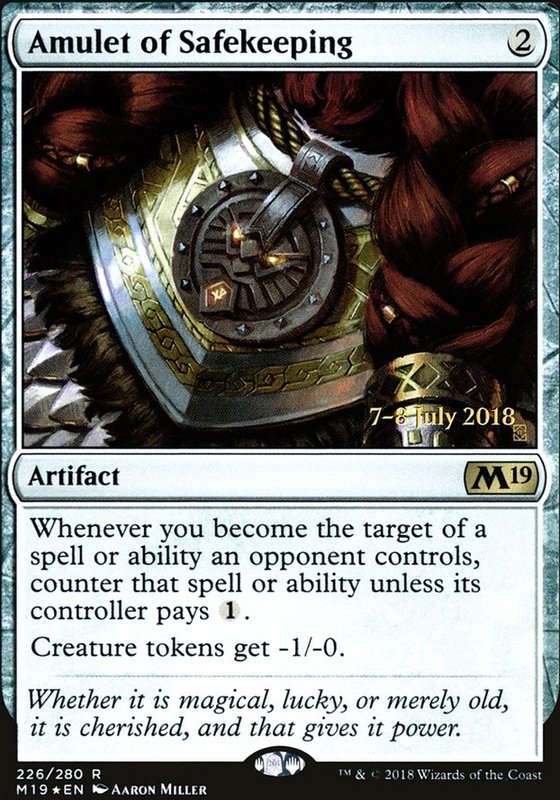 Amulet of Safekeeping 2
7–8 July 2018
Artifact M19
Whenever you become the target of a
spell or ability an opponent controls,
counter that spell or ability unless its
controller pays 1 .
Creature tokens get -1/-0.
Whether it is magical, lucky, or merely old,
it is cherished, and that gives it power.
226/280 R
M19★EN Aaron Miller
™ & © 2018 Wizards of the Coast